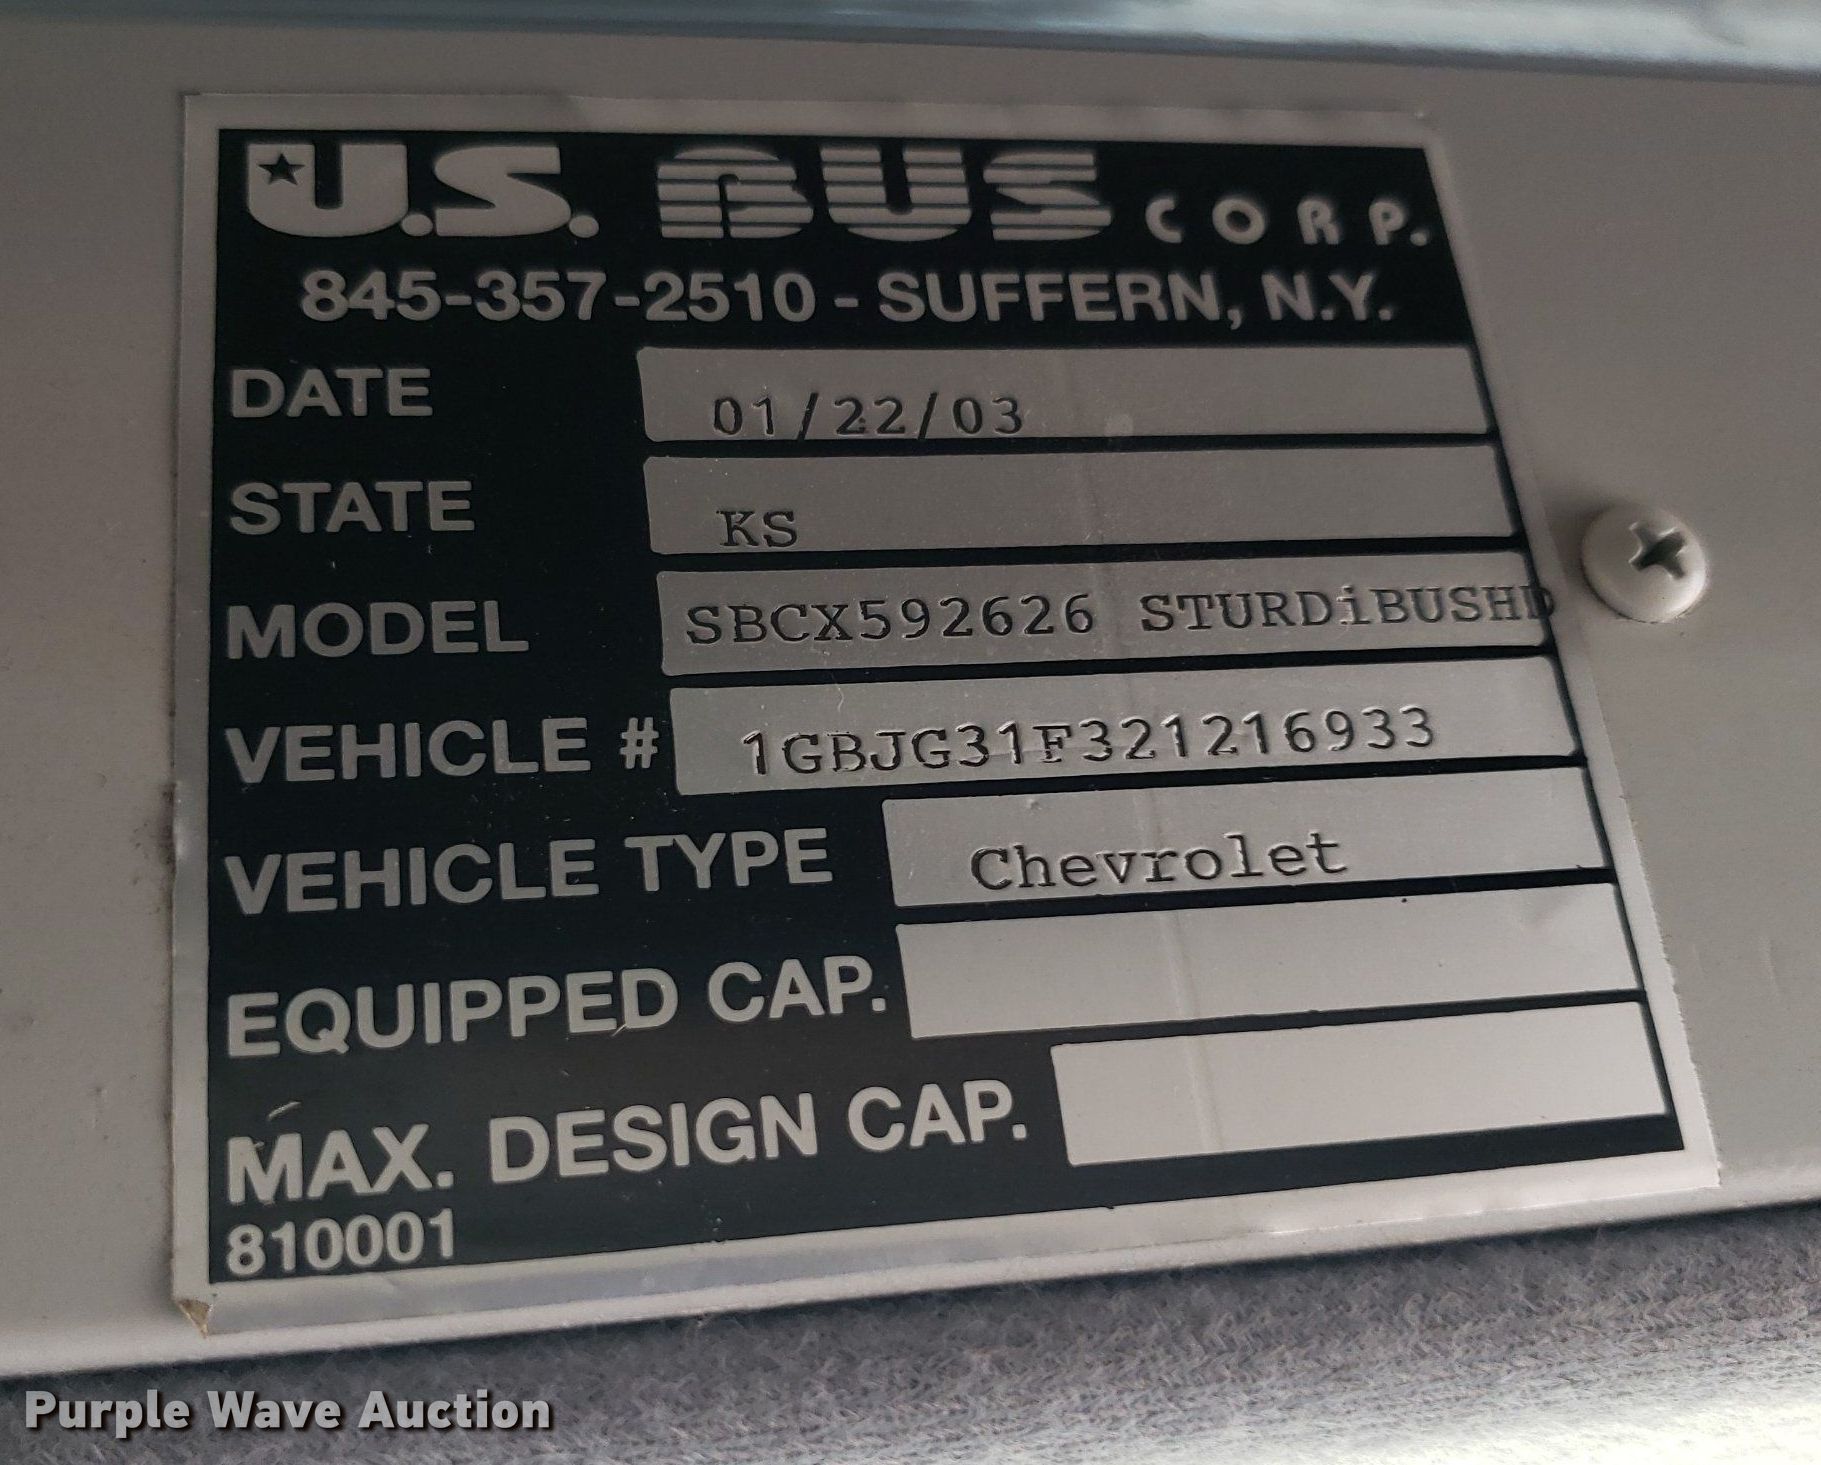 U.S. BUS CORP.
845-357-2510 - SUFFERN, N.Y.
DATE 01/22/03
STATE KS
MODEL SBCX592626 STURDiBUSHD
VEHICLE # 1GBJG31F321216933
VEHICLE TYPE Chevrolet
EQUIPPED CAP.
MAX. DESIGN CAP.
810001
Purple Wave Auction